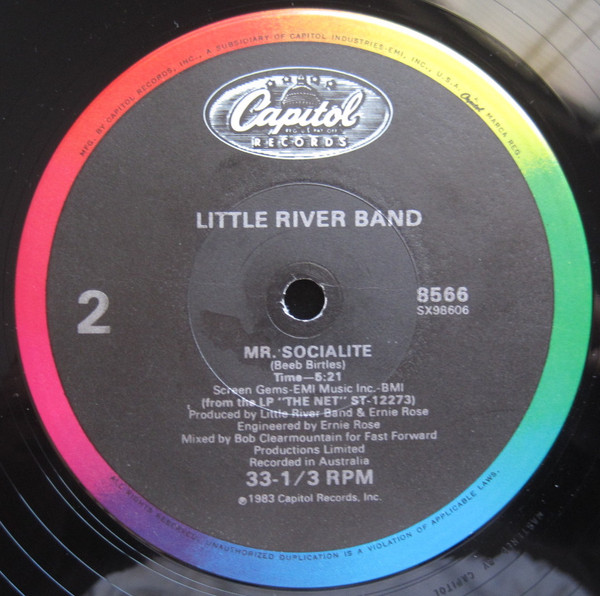 MFG. BY CAPITOL RECORDS, INC., A SUBSIDIARY OF CAPITOL INDUSTRIES-EMI, INC., U.S.A. Capitol MARCA REG.
Capitol
RECORDS
LITTLE RIVER BAND
2
8566
SX98606
MR. SOCIALITE
(Beeb Birtles)
Time—5:21
Screen Gems-EMI Music Inc.-BMI
(from the LP "THE NET" ST-12273)
Produced by Little River Band & Ernie Rose
Engineered by Ernie Rose
Mixed by Bob Clearmountain for Fast Forward
Productions Limited
Recorded in Australia
33-1/3 RPM
℗1983 Capitol Records, Inc.
ALL RIGHTS RESERVED. UNAUTHORIZED DUPLICATION IS A VIOLATION OF APPLICABLE LAWS.
MASTERED BY CAPITOL